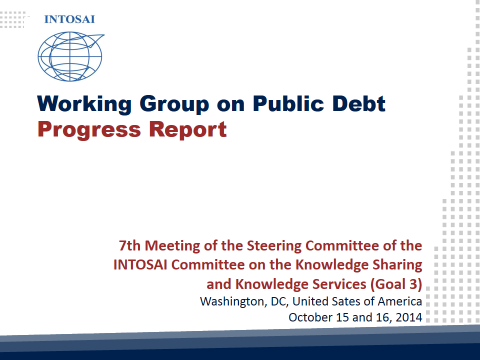 INTOSAI
Working Group on Public Debt
Progress Report
7th Meeting of the Steering Committee of the
INTOSAI Committee on the Knowledge Sharing
and Knowledge Services (Goal 3)
Washington, DC, United Sates of America
October 15 and 16, 2014